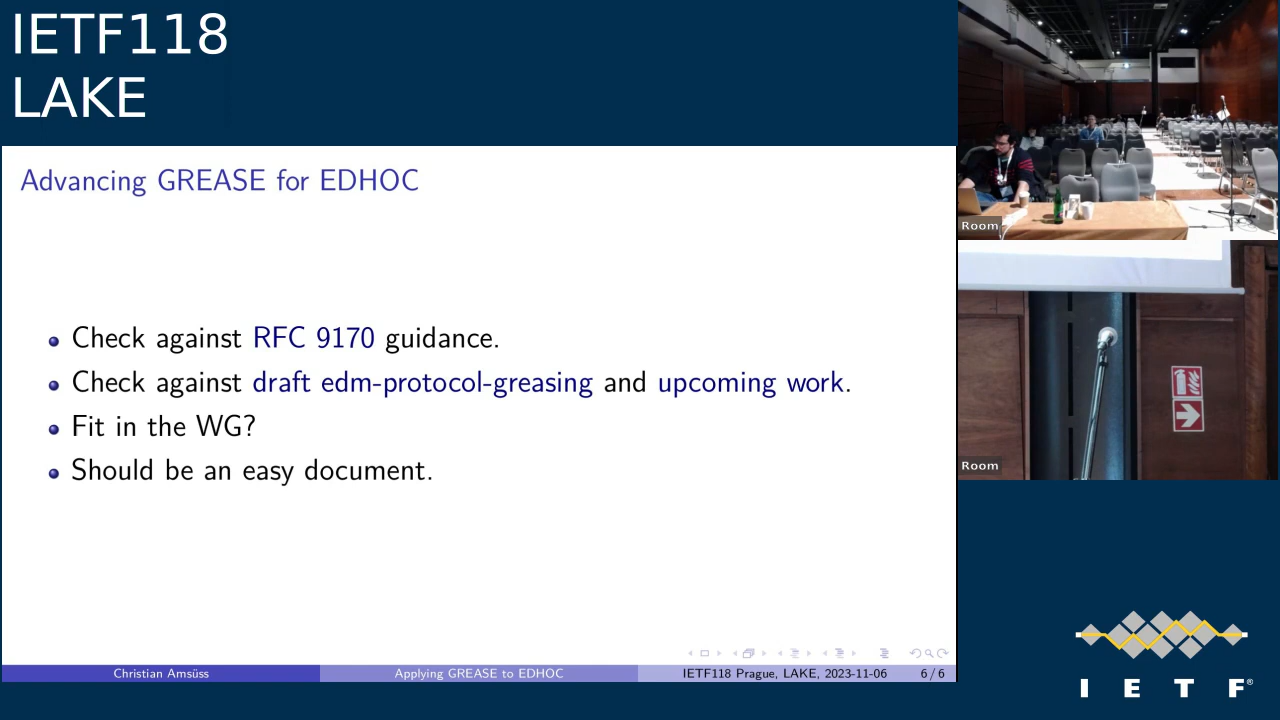 IETF118
LAKE
Advancing GREASE for EDHOC
Check against RFC 9170 guidance.
Check against draft edm-protocol-greasing and upcoming work.
Fit in the WG?
Should be an easy document.
Christian Amsüss
Applying GREASE to EDHOC
IETF118 Prague, LAKE, 2023-11-06
6 / 6
Room
Room
I E T F®